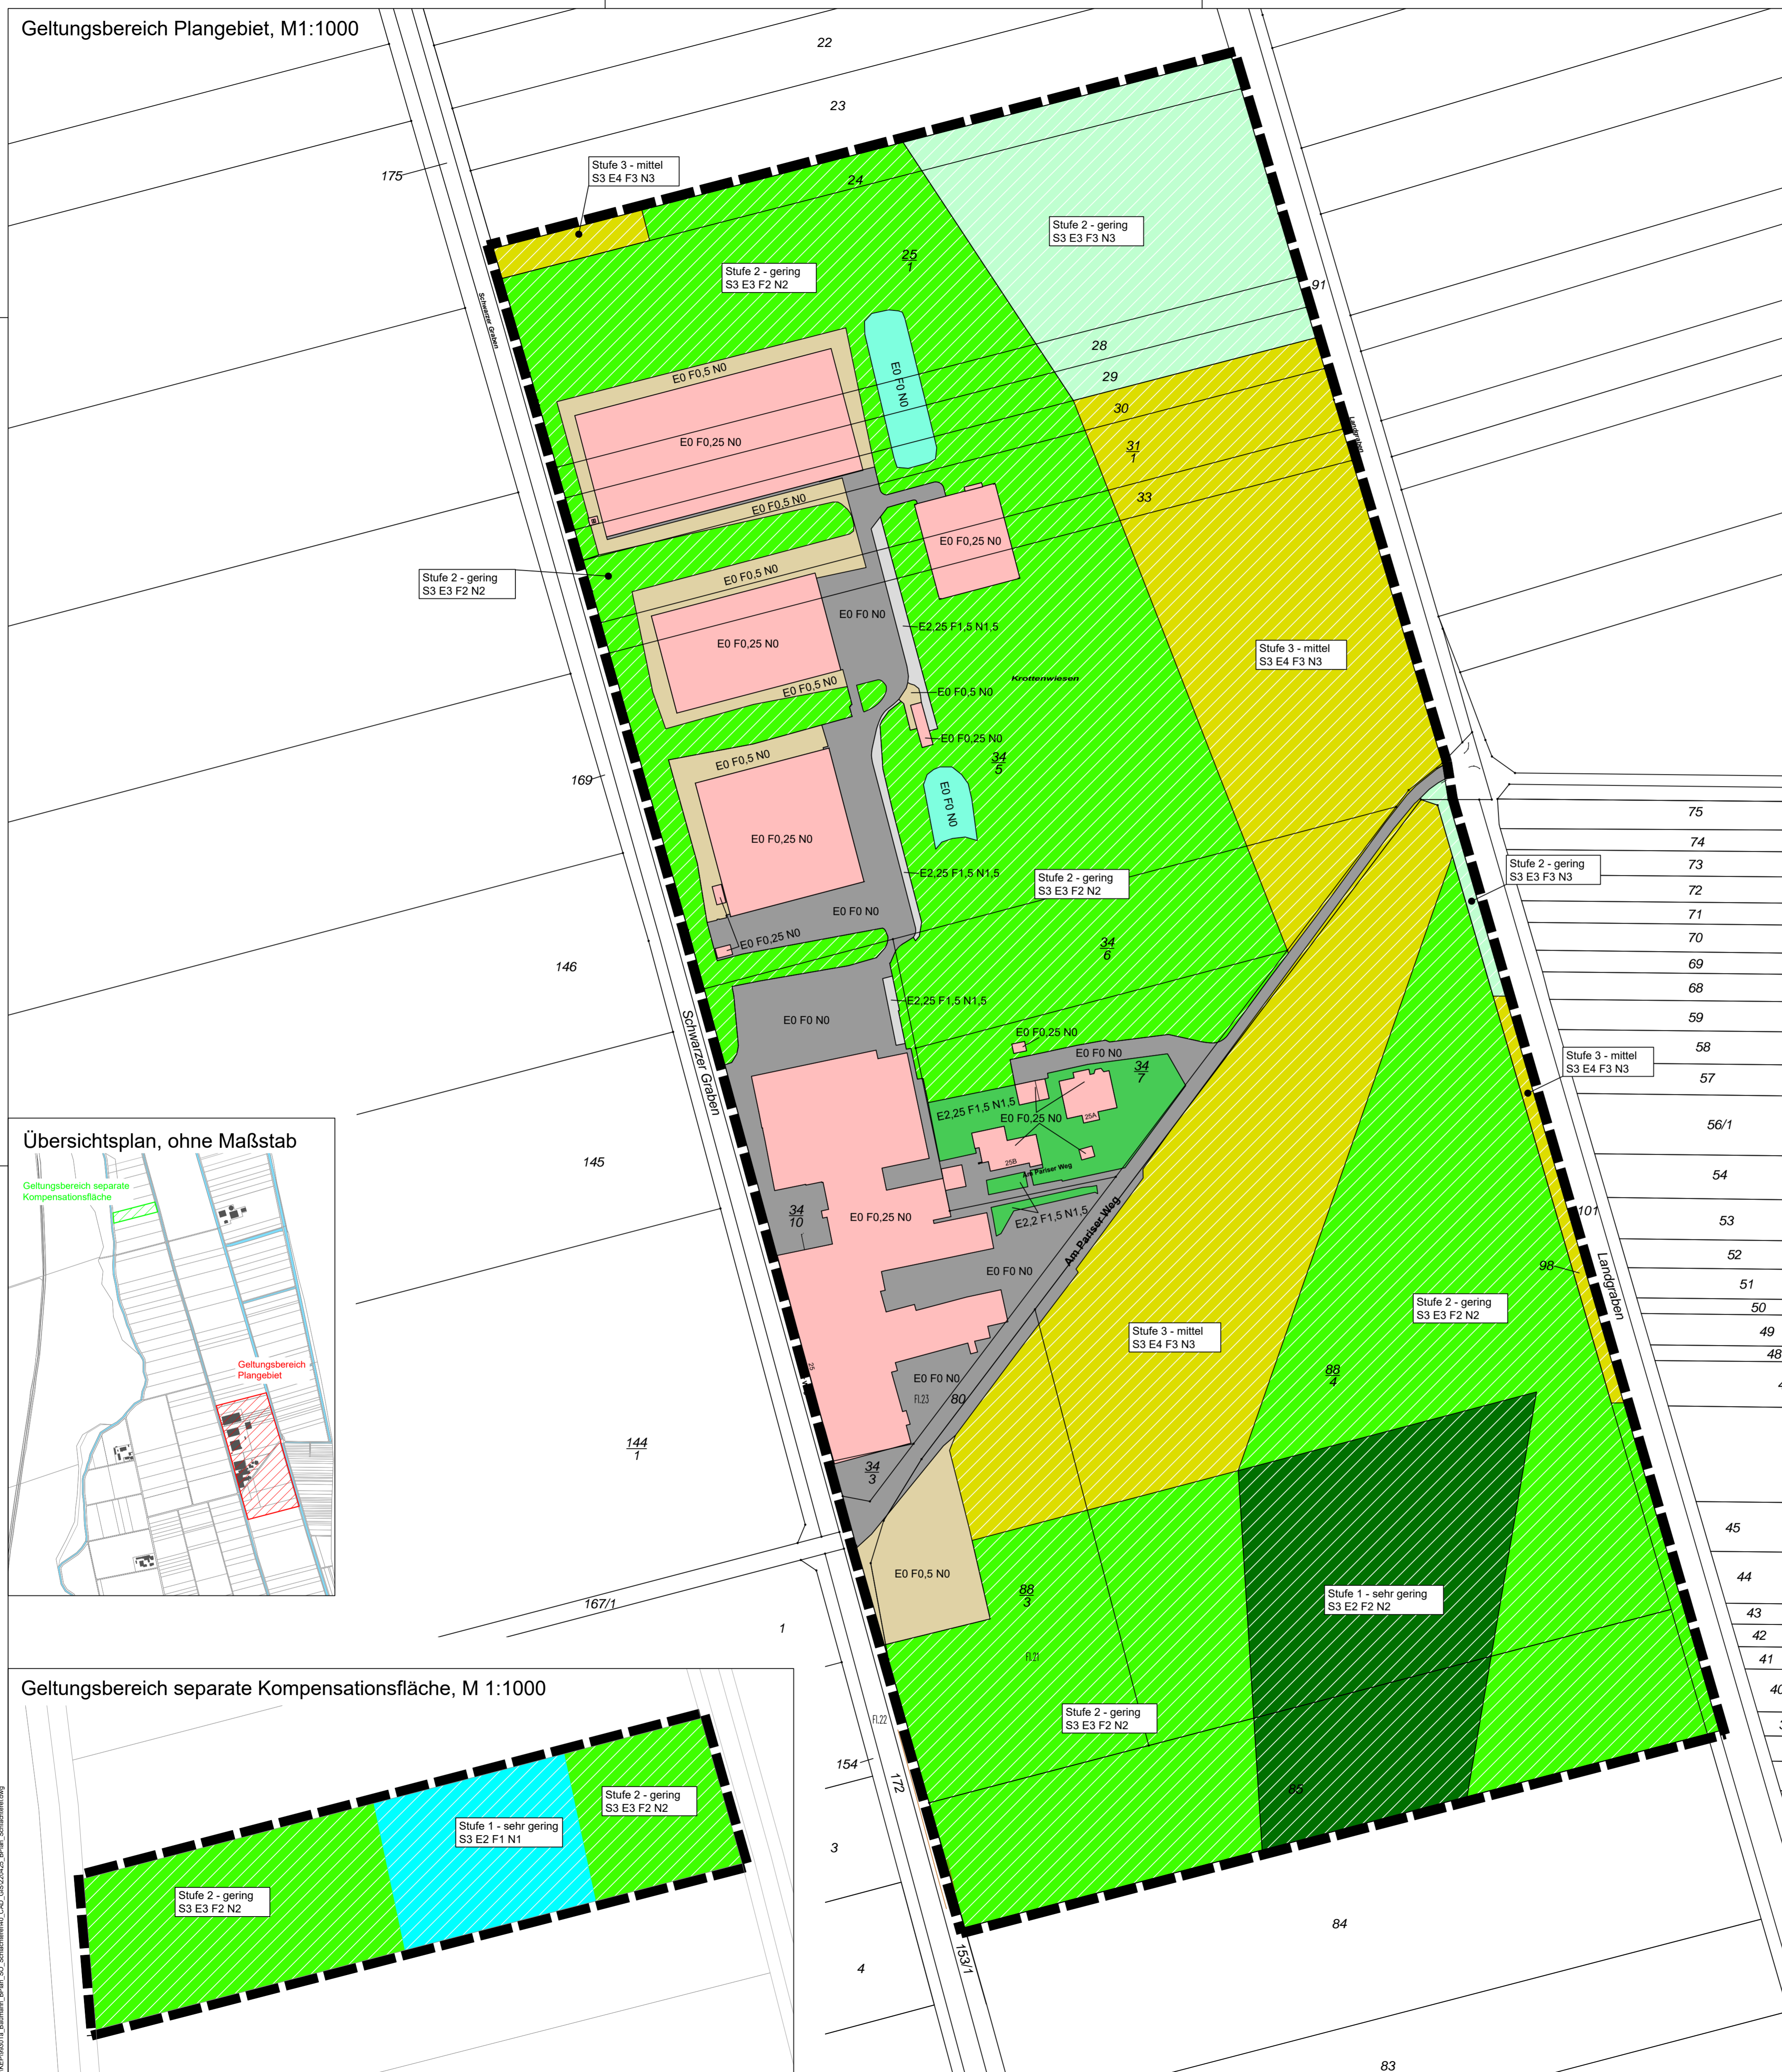 Geltungsbereich Plangebiet, M1:1000
22
23
175
Stufe 3 - mittel
S3 E4 F3 N3
24
Stufe 2 - gering
S3 E3 F3 N3
25
1
Stufe 2 - gering
S3 E3 F2 N2
91
Schwarzer Graben
28
29
30
31
1
33
Landgraben
E0 F0,5 N0
E0 F0 N0
E0 F0,25 N0
E0 F0,5 N0
E0 F0,25 N0
Stufe 2 - gering
S3 E3 F2 N2
E0 F0,5 N0
E0 F0 N0
E2,25 F1,5 N1,5
E0 F0,25 N0
Stufe 3 - mittel
S3 E4 F3 N3
Krottenwiesen
E0 F0,5 N0
E0 F0,5 N0
E0 F0,25 N0
34
5
E0 F0,5 N0
169
E0 F0 N0
75
E0 F0,25 N0
74
73
Stufe 2 - gering
S3 E3 F3 N3
E2,25 F1,5 N1,5
Stufe 2 - gering
S3 E3 F2 N2
72
71
E0 F0 N0
E0 F0,25 N0
70
34
6
69
146
68
E2,25 F1,5 N1,5
E0 F0 N0
59
Schwarzer Graben
E0 F0,25 N0
58
E0 F0 N0
Stufe 3 - mittel
S3 E4 F3 N3
34
7
57
E2,25 F1,5 N1,5
E0 F0,25 N0
25A
56/1
25B
Am Pariser Weg
145
54
34
10
E0 F0,25 N0
E2,2 F1,5 N1,5
Am Pariser Weg
101
53
52
98
E0 F0 N0
51
Landgraben
50
Stufe 2 - gering
S3 E3 F2 N2
49
Stufe 3 - mittel
S3 E4 F3 N3
48
25
E0 F0 N0
88
4
Fl.23
80
144
1
34
3
45
E0 F0,5 N0
44
88
3
Stufe 1 - sehr gering
S3 E2 F2 N2
43
167/1
1
42
Fl.21
41
40
Stufe 2 - gering
S3 E3 F2 N2
Fl.22
154
172
85
3
84
4
153/1
83
Übersichtsplan, ohne Maßstab
Geltungsbereich separate
Kompensationsfläche
Geltungsbereich
Plangebiet
Geltungsbereich separate Kompensationsfläche, M 1:1000
Stufe 2 - gering
S3 E3 F2 N2
Stufe 1 - sehr gering
S3 E2 F1 N1
Stufe 2 - gering
S3 E3 F2 N2